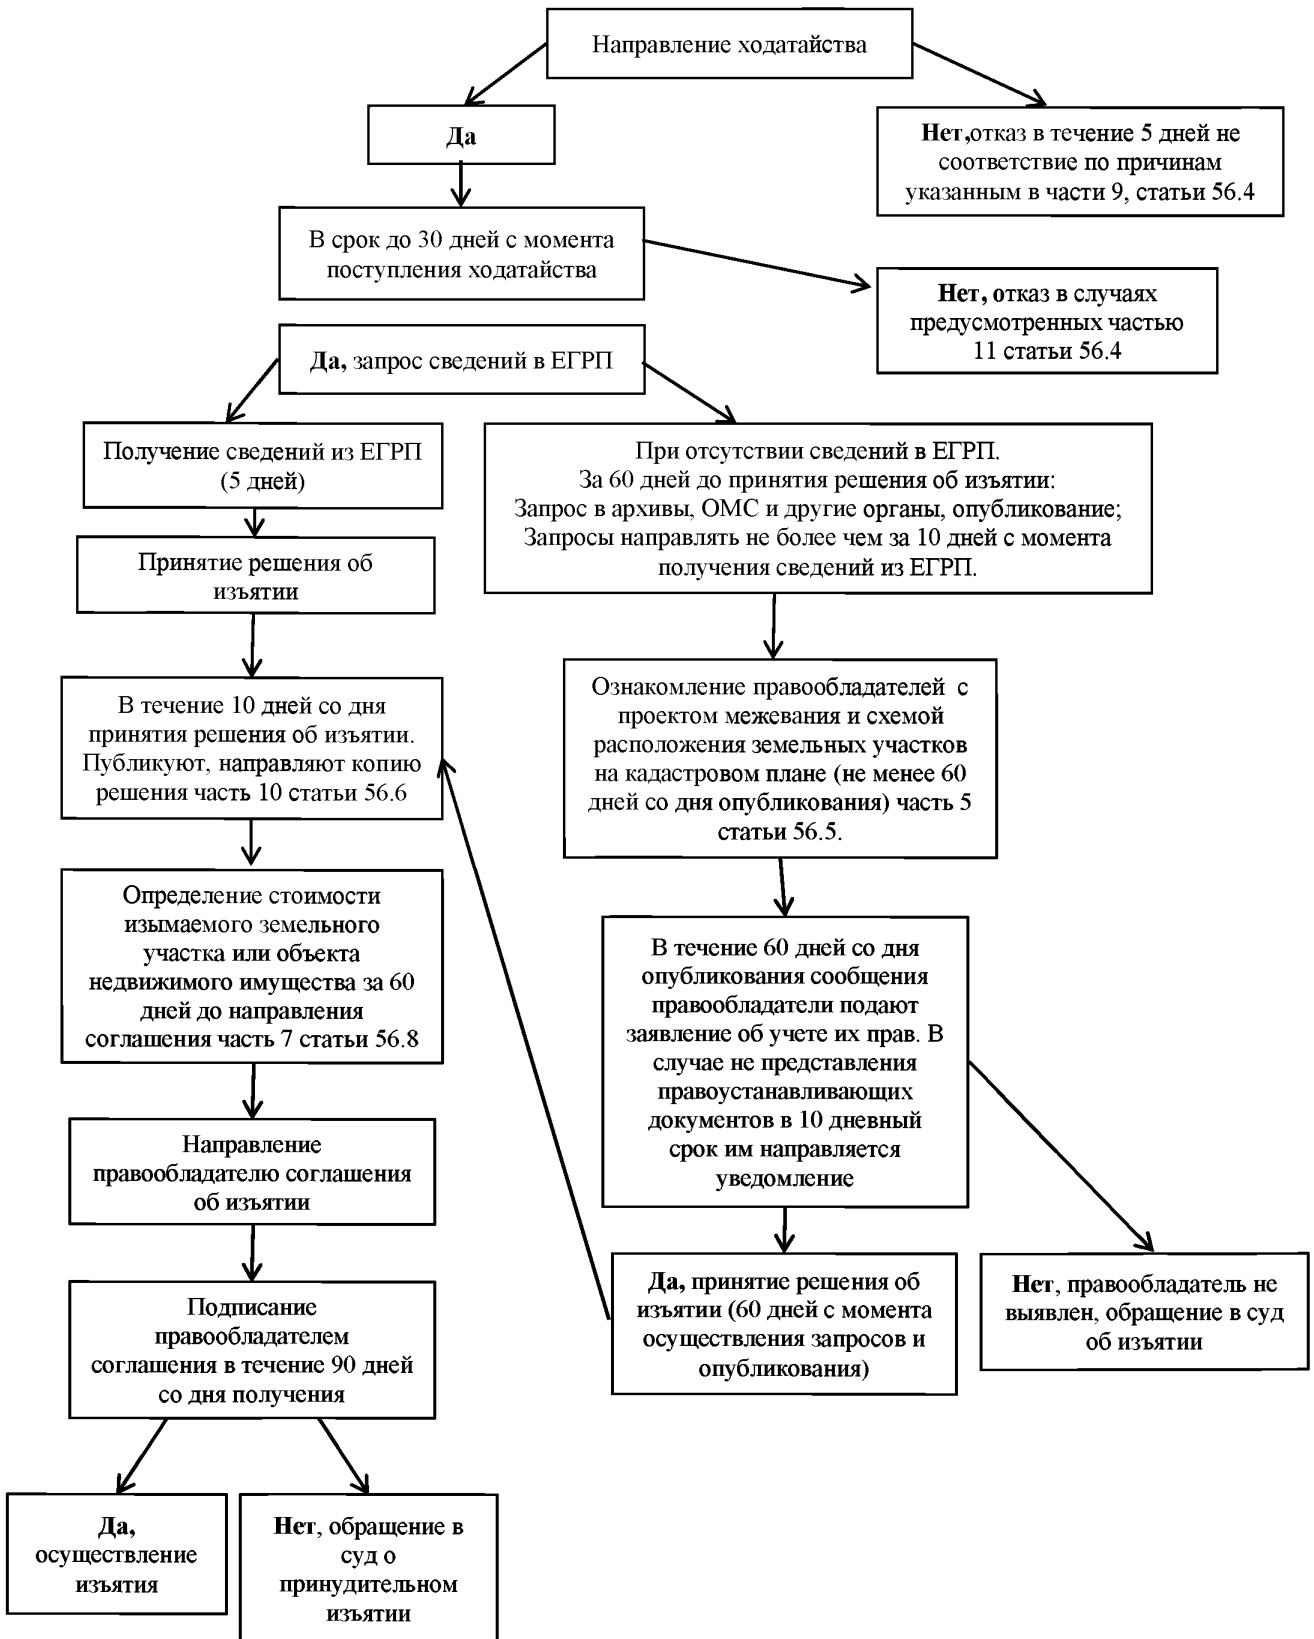 Направление ходатайства
Да
Нет,отказ в течение 5 дней не
соответствие по причинам
указанным в части 9, статьи 56.4
В срок до 30 дней с момента
поступления ходатайства
Нет, отказ в случаях
предусмотренных частью
11 статьи 56.4
Да, запрос сведений в ЕГРП
Получение сведений из ЕГРП
(5 дней)
При отсутствии сведений в ЕГРП.
За 60 дней до принятия решения об изъятии:
Запрос в архивы, ОМС и другие органы, опубликование;
Запросы направлять не более чем за 10 дней с момента
получения сведений из ЕГРП.
Принятие решения об
изъятии
В течение 10 дней со дня
принятия решения об изъятии.
Публикуют, направляют копию
решения часть 10 статьи 56.6
Ознакомление правообладателей с
проектом межевания и схемой
расположения земельных участков
на кадастровом плане (не менее 60
дней со дня опубликования) часть 5
статьи 56.5.
Определение стоимости
изымаемого земельного
участка или объекта
недвижимого имущества за 60
дней до направления
соглашения часть 7 статьи 56.8
В течение 60 дней со дня
опубликования сообщения
правообладатели подают
заявление об учете их прав. В
случае не представления
правоустанавливающих
документов в 10 дневный
срок им направляется
уведомление
Направление
правообладателю соглашения
об изъятии
Да, принятие решения об
изъятии (60 дней с момента
осуществления запросов и
опубликования)
Нет, правообладатель не
выявлен, обращение в суд
об изъятии
Подписание
правообладателем
соглашения в течение 90 дней
со дня получения
Да,
осуществление
изъятия
Нет, обращение в
суд о
принудительном
изъятии